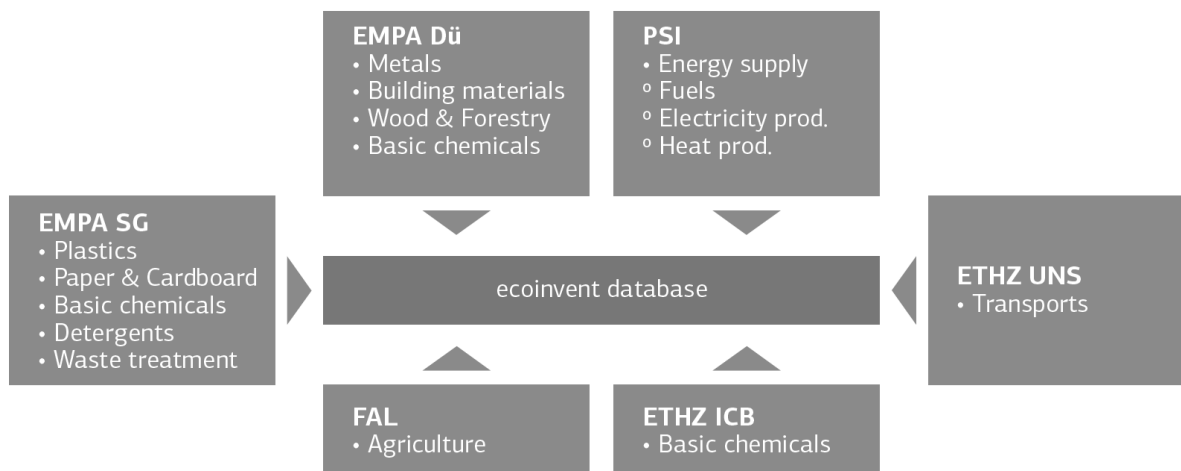 EMPA Dü
• Metals
• Building materials
• Wood & Forestry
• Basic chemicals
PSI
• Energy supply
º Fuels
º Electricity prod.
º Heat prod.
EMPA SG
• Plastics
• Paper & Cardboard
• Basic chemicals
• Detergents
• Waste treatment
ecoinvent database
ETHZ UNS
• Transports
FAL
• Agriculture
ETHZ ICB
• Basic chemicals